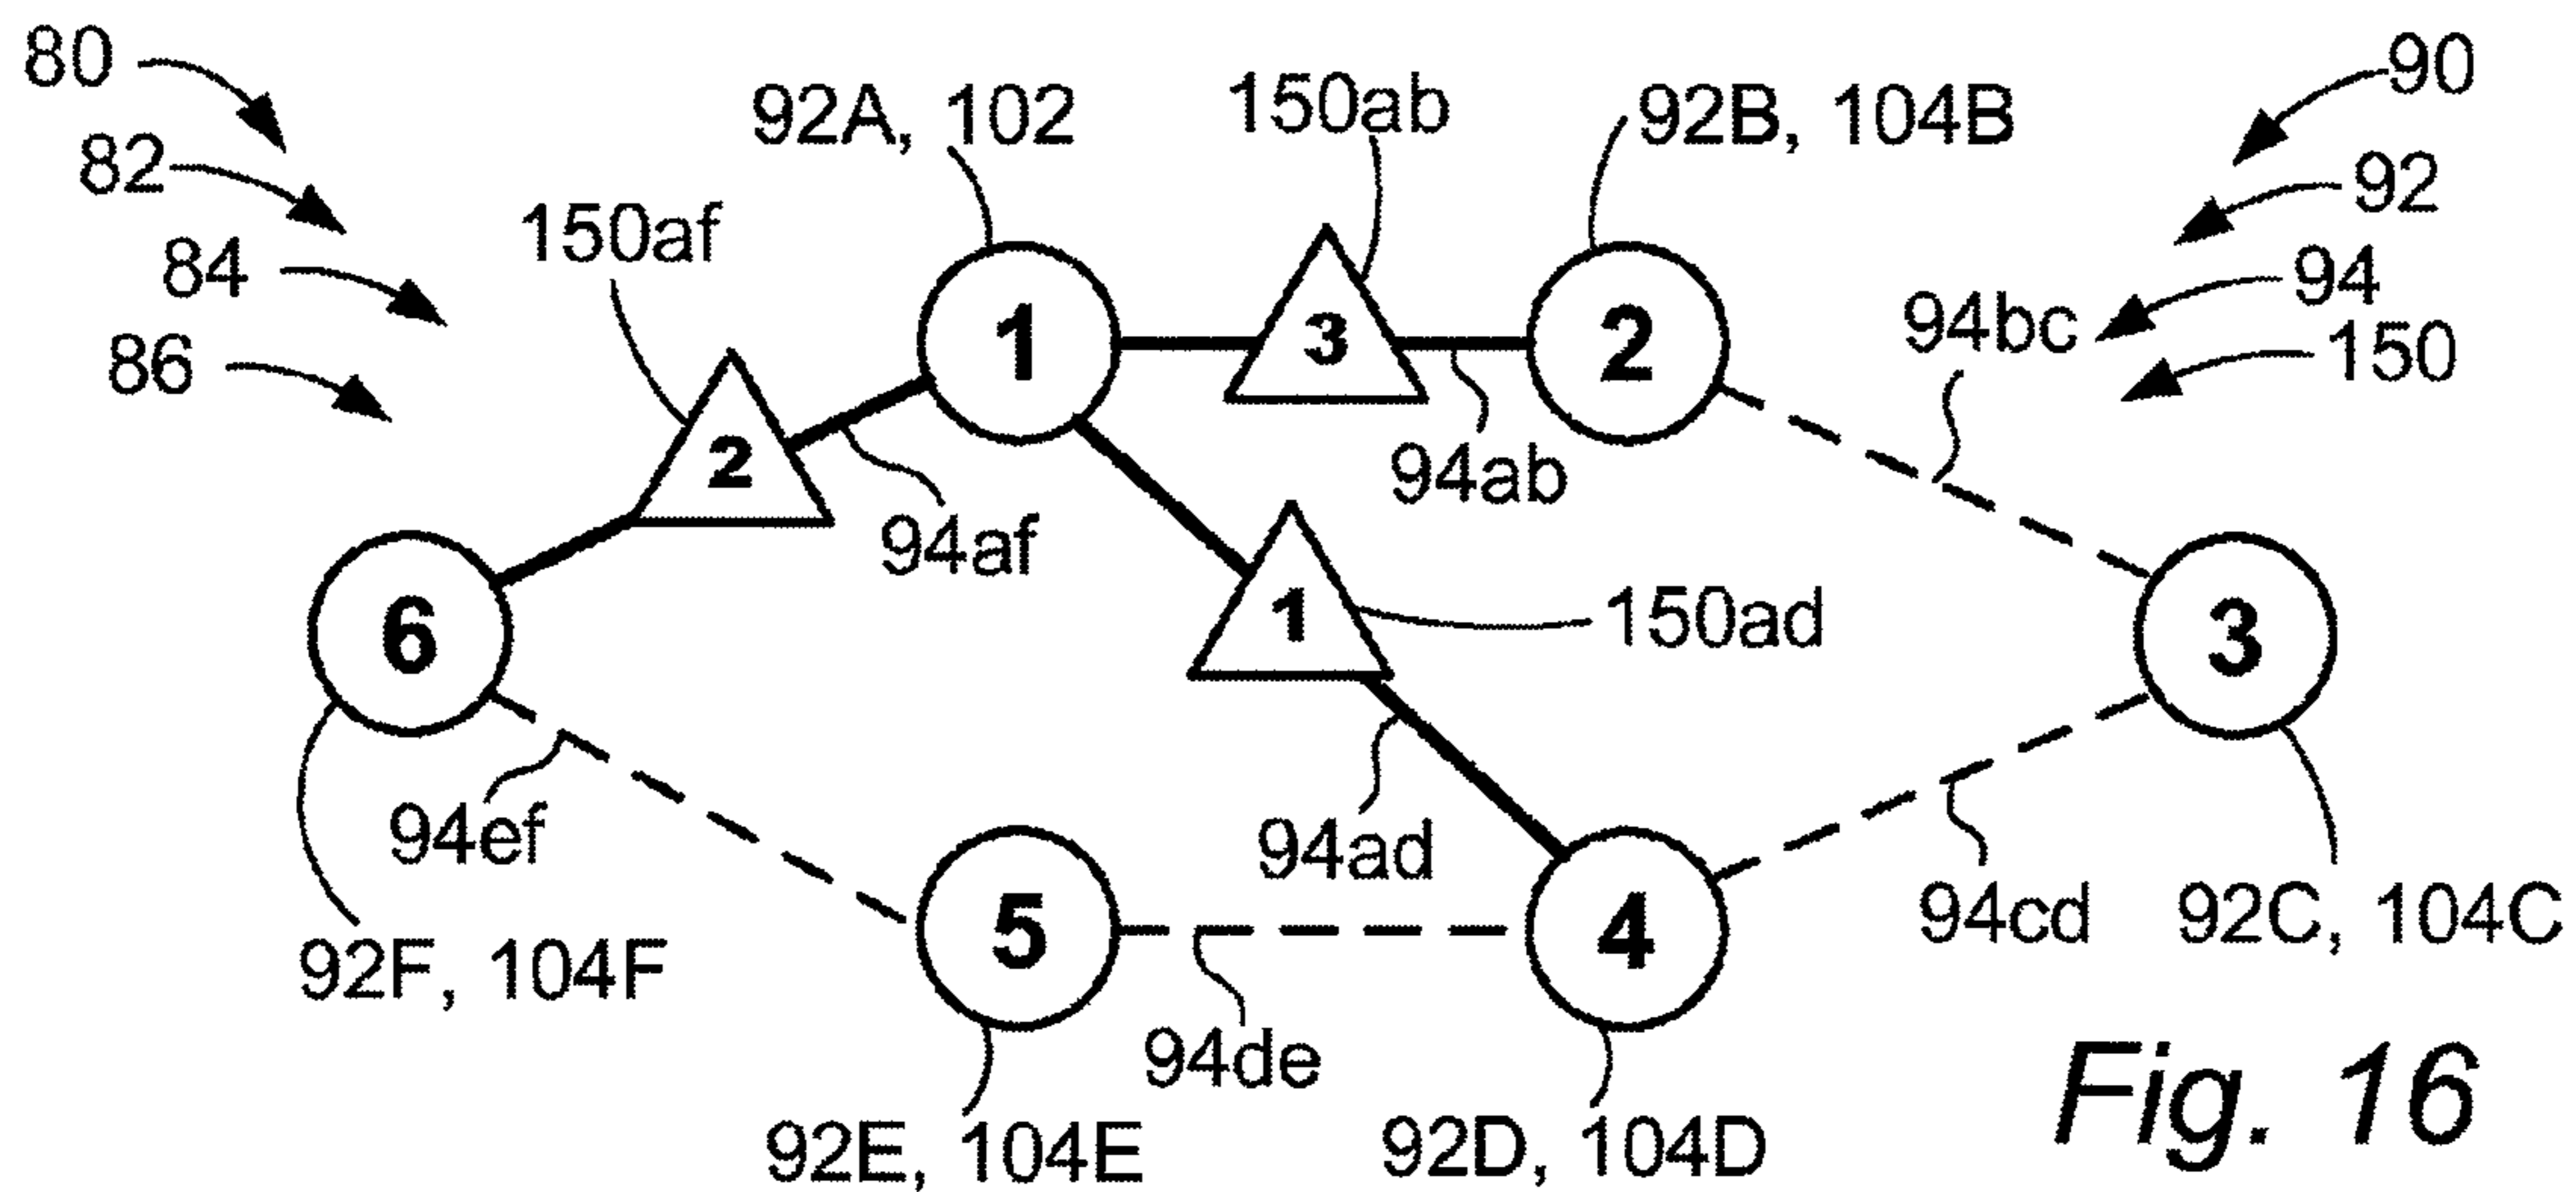 80
90
92A, 102
150ab
92B, 104B
82
92
150af
84
94
94bc
86
150
1
3
2
94ab
2
94af
6
1
150ad
3
94ef
94ad
5
4
94cd
92C, 104C
92F, 104F
94de
92E, 104E
92D, 104D
Fig. 16